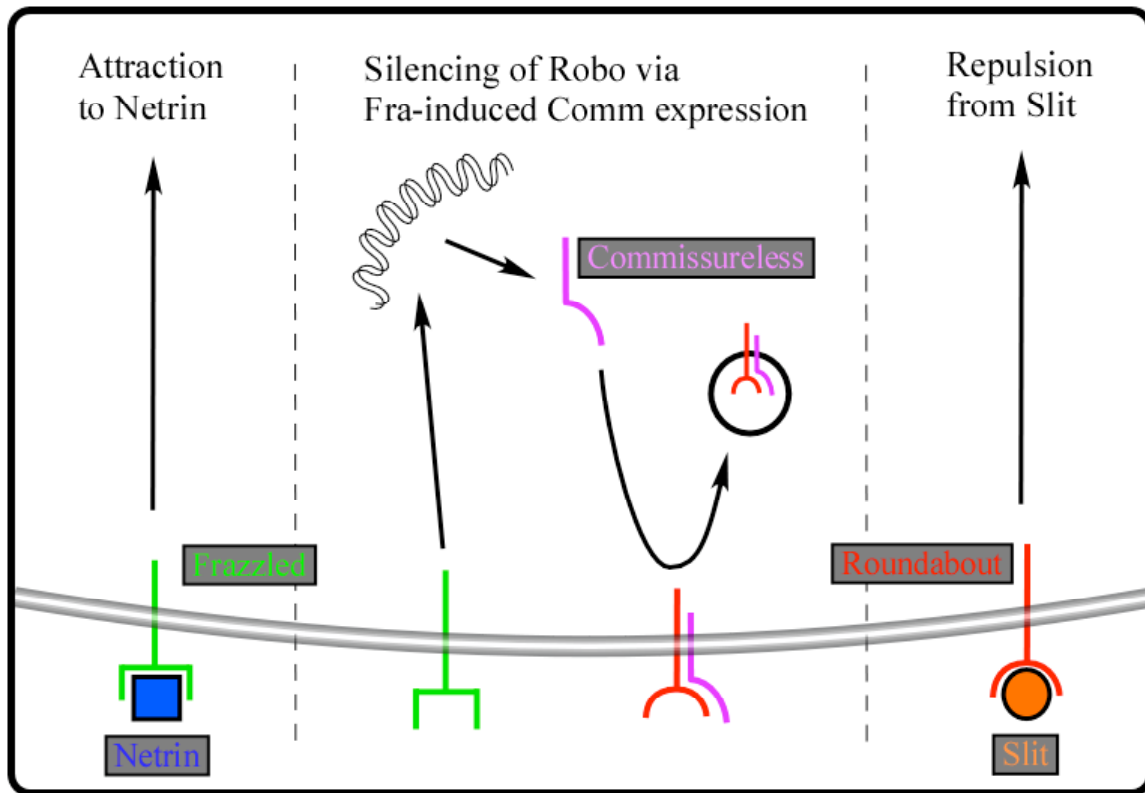 Attraction
to Netrin
Silencing of Robo via
Fra-induced Comm expression
Repulsion
from Slit
Commissureless
Frazzled
Roundabout
Netrin
Slit